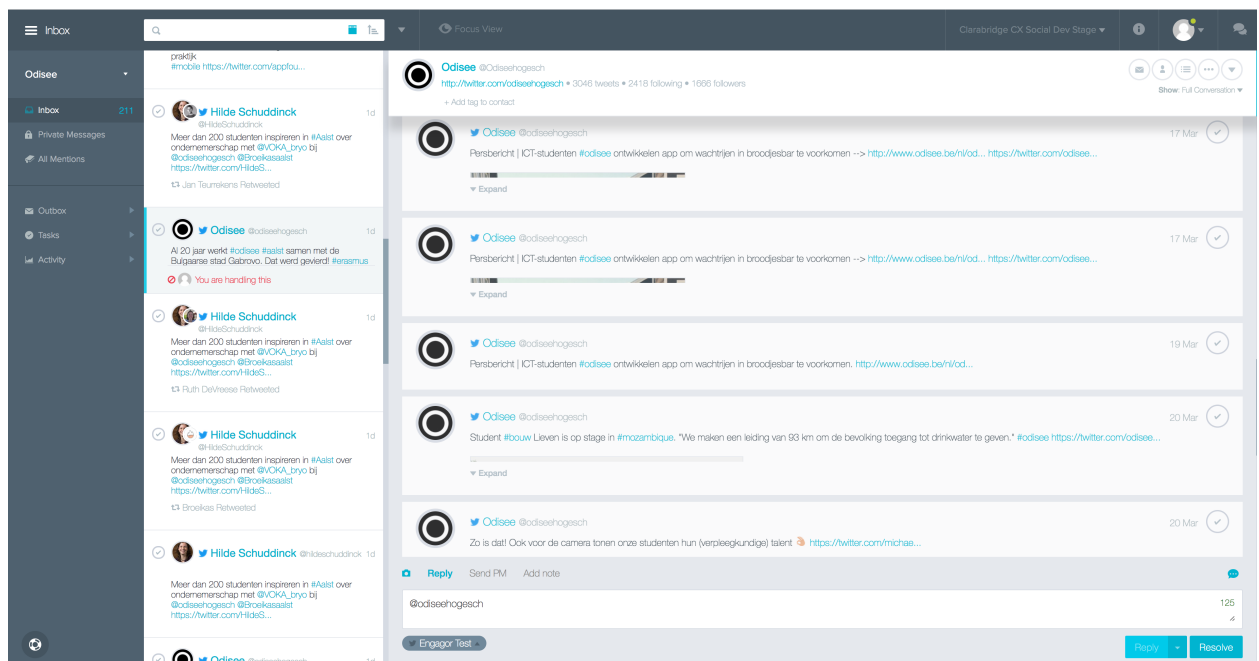 Inbox
Focus View
Clarabridge CX Social Dev Stage
Odisee
Inbox 211
Private Messages
All Mentions
Outbox
Tasks
Activity
praktijk
#mobile https://twitter.com/appfou...
Hilde Schuddinck 1d
@HildeSchuddinck
Meer dan 200 studenten inspireren in #Aalst over
ondernemerschap met @VOKA_bryo bij
@odiseehogesch @Broeikasaalst
https://twitter.com/HildeS...
Jan Teurrekens Retweeted
Odisee @odiseehogesch 1d
Al 20 jaar werkt #odisee #aalst samen met de
Bulgaarse stad Gabrovo. Dat werd gevierd! #erasmus
You are handling this
Hilde Schuddinck 1d
@HildeSchuddinck
Meer dan 200 studenten inspireren in #Aalst over
ondernemerschap met @VOKA_bryo bij
@odiseehogesch @Broeikasaalst
https://twitter.com/HildeS...
Ruth DeVreese Retweeted
Hilde Schuddinck 1d
@HildeSchuddinck
Meer dan 200 studenten inspireren in #Aalst over
ondernemerschap met @VOKA_bryo bij
@odiseehogesch @Broeikasaalst
https://twitter.com/HildeS...
Broeikas Retweeted
Hilde Schuddinck @hildeschuddinck 1d
Meer dan 200 studenten inspireren in #Aalst over
ondernemerschap met @VOKA_bryo bij
@odiseehogesch @Broeikasaalst
https://twitter.com/HildeS...
Odisee @odiseehogesch 1d
Odisee @Odiseehogesch
http://twitter.com/odiseehogesch • 3046 tweets • 2418 following • 1666 followers
+ Add tag to contact
Show: Full Conversation
Odisee @odiseehogesch 17 Mar
Persbericht | ICT-studenten #odisee ontwikkelen app om wachtrijen in broodjesbar te voorkomen --> http://www.odisee.be/nl/od... https://twitter.com/odisee...
Expand
Odisee @odiseehogesch 17 Mar
Persbericht | ICT-studenten #odisee ontwikkelen app om wachtrijen in broodjesbar te voorkomen --> http://www.odisee.be/nl/od... https://twitter.com/odisee...
Expand
Odisee @odiseehogesch 19 Mar
Persbericht | ICT-studenten #odisee ontwikkelen app om wachtrijen in broodjesbar te voorkomen. http://www.odisee.be/nl/od...
Odisee @odiseehogesch 20 Mar
Student #bouw Lieven is op stage in #mozambique. "We maken een leiding van 93 km om de bevolking toegang tot drinkwater te geven." #odisee https://twitter.com/odisee...
Expand
Odisee @odiseehogesch 20 Mar
Zo is dat! Ook voor de camera tonen onze studenten hun (verpleegkundige) talent 👌 https://twitter.com/michae...
Reply Send PM Add note
@odiseehogesch 125
Engagor Test
Reply Resolve